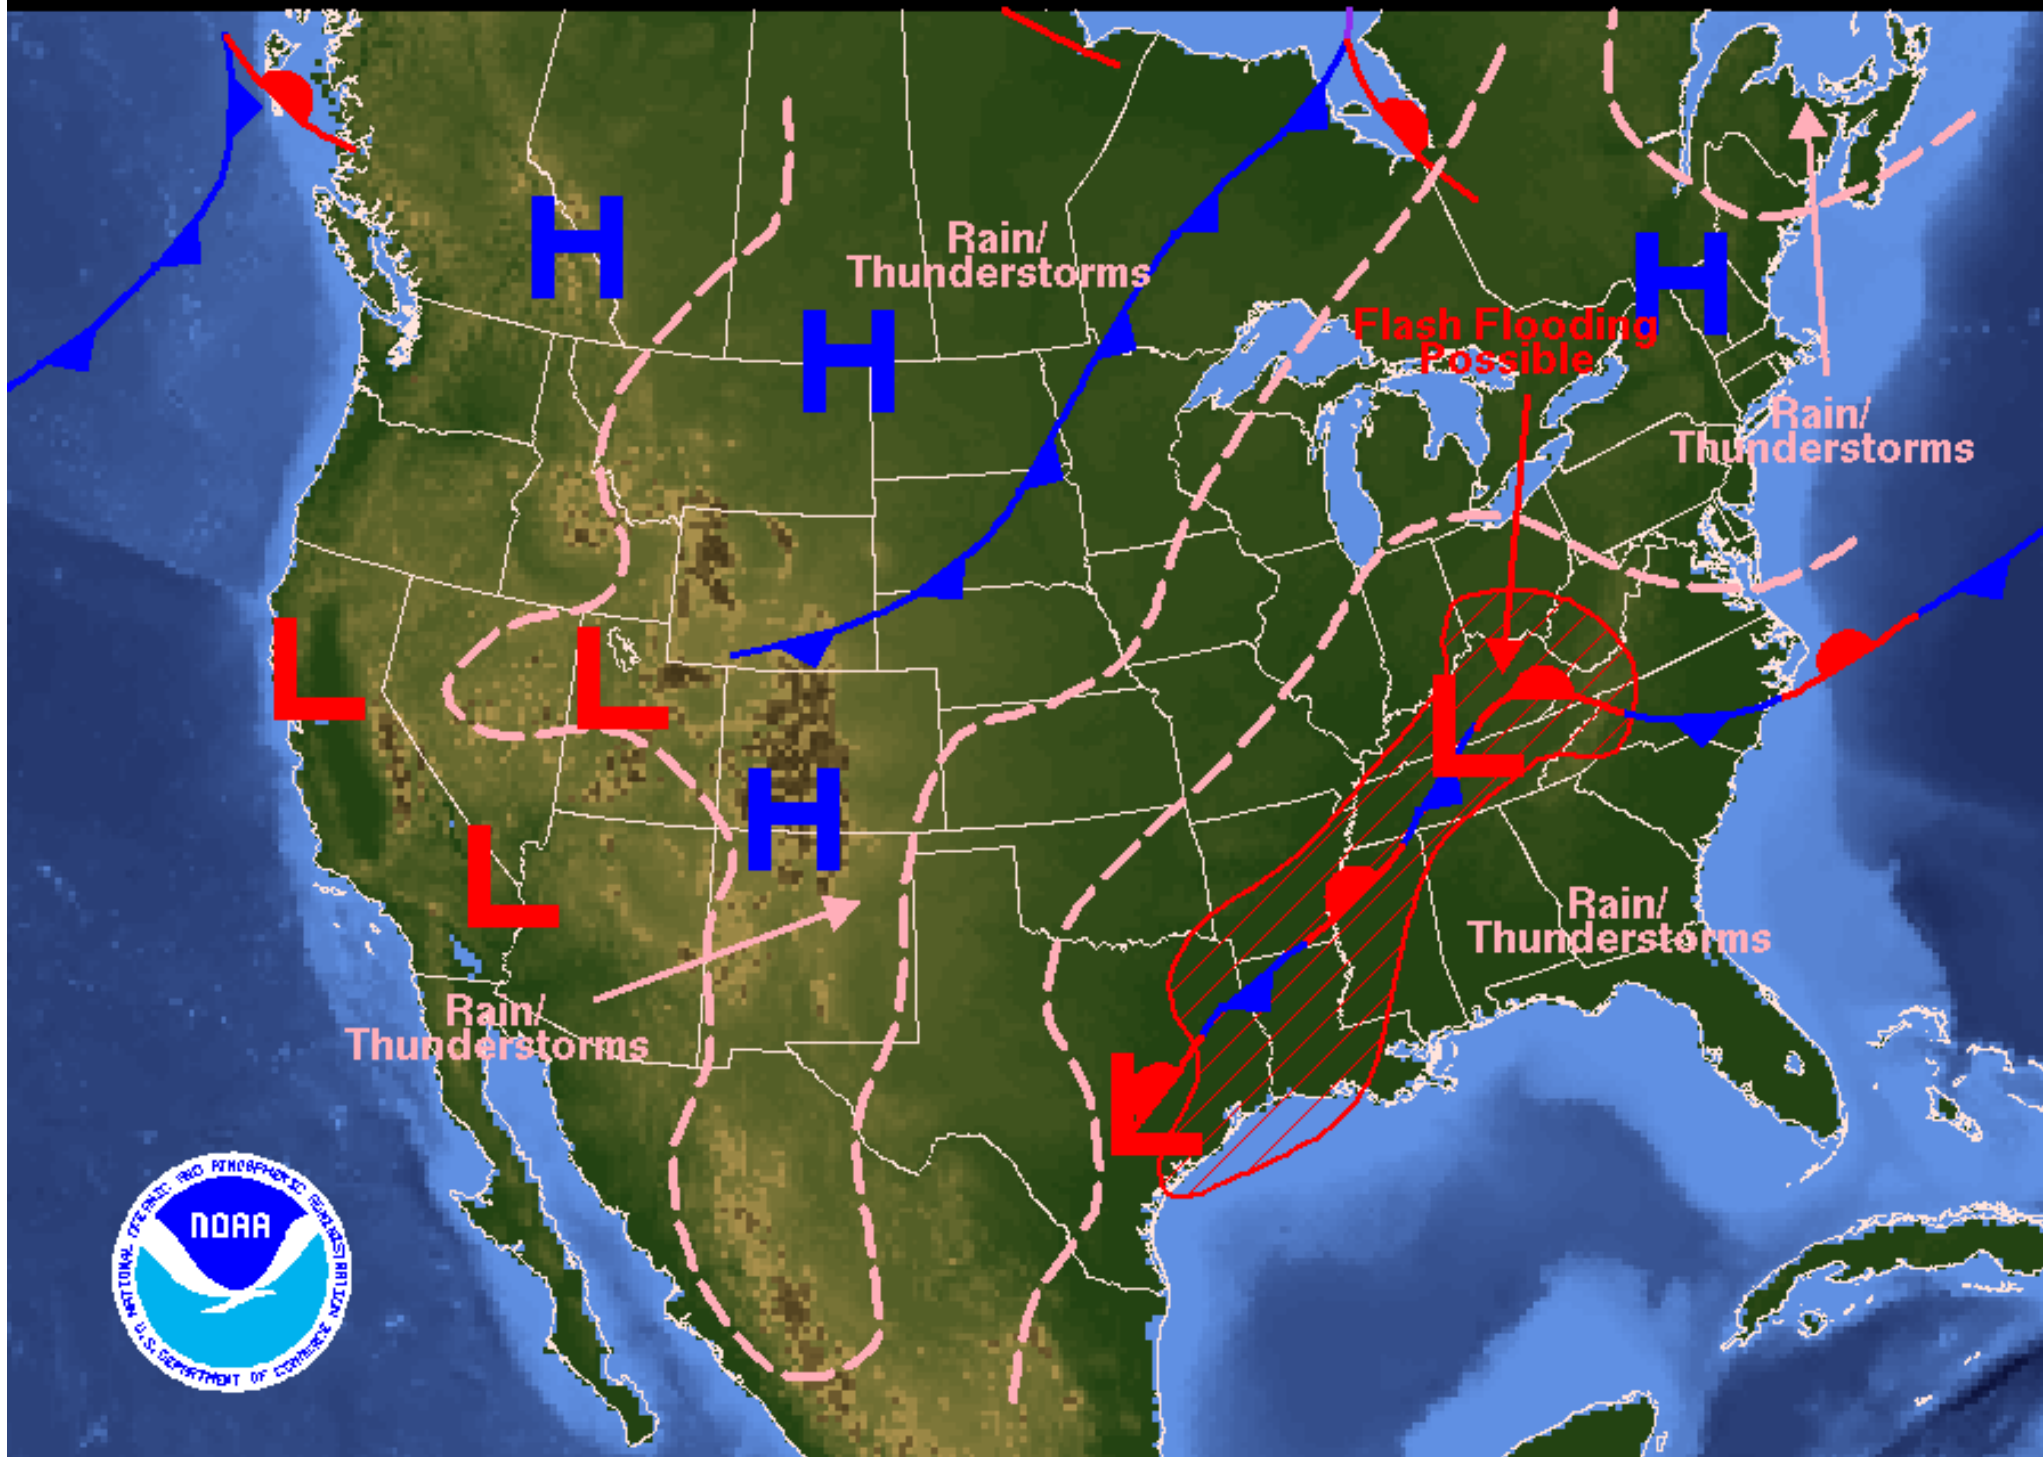 H
Rain/
Thunderstorms
H
H
Flash Flooding
Possible
Rain/
Thunderstorms
L
L
L
H
L
Rain/
Thunderstorms
Rain/
Thunderstorms
L
NATIONAL OCEANIC AND ATMOSPHERIC ADMINISTRATION
NOAA
U.S. DEPARTMENT OF COMMERCE